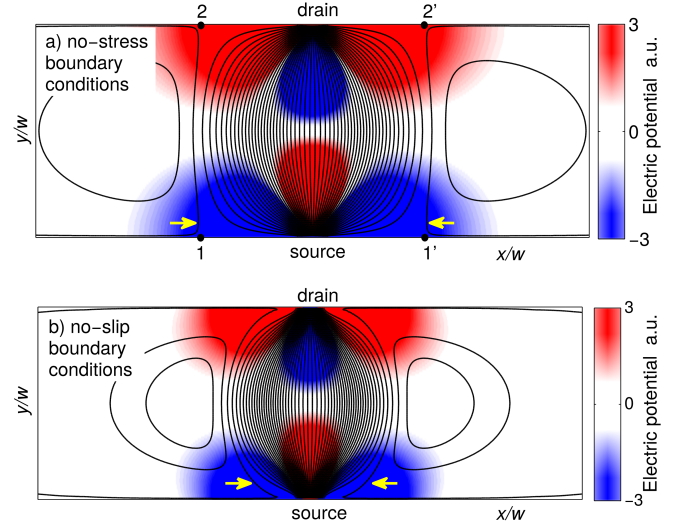 2
drain
2'
a) no−stress
boundary
conditions
y/w
3
0
−3
Electric potential a.u.
1
source
1'
x/w
drain
b) no−slip
boundary
conditions
y/w
3
0
−3
Electric potential a.u.
source
x/w